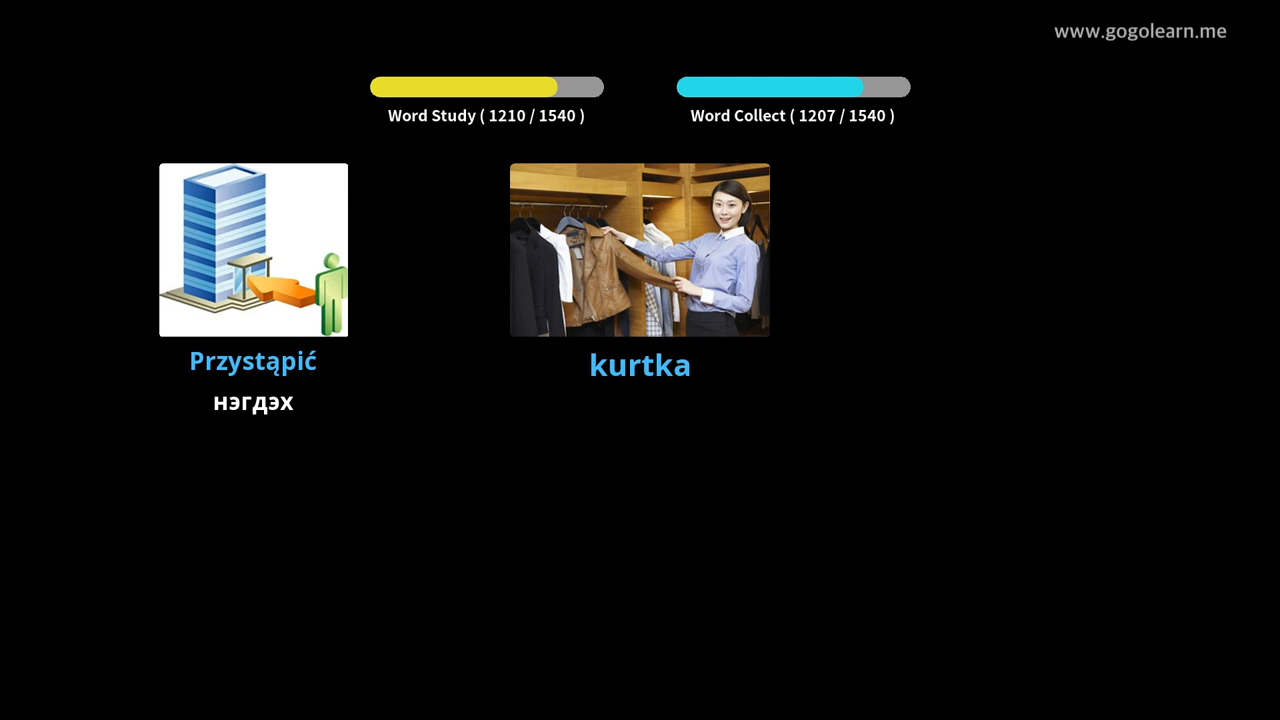 www.gogolearn.me
Word Study ( 1210 / 1540 )
Word Collect ( 1207 / 1540 )
Przystąpić
нэгдэх
kurtka